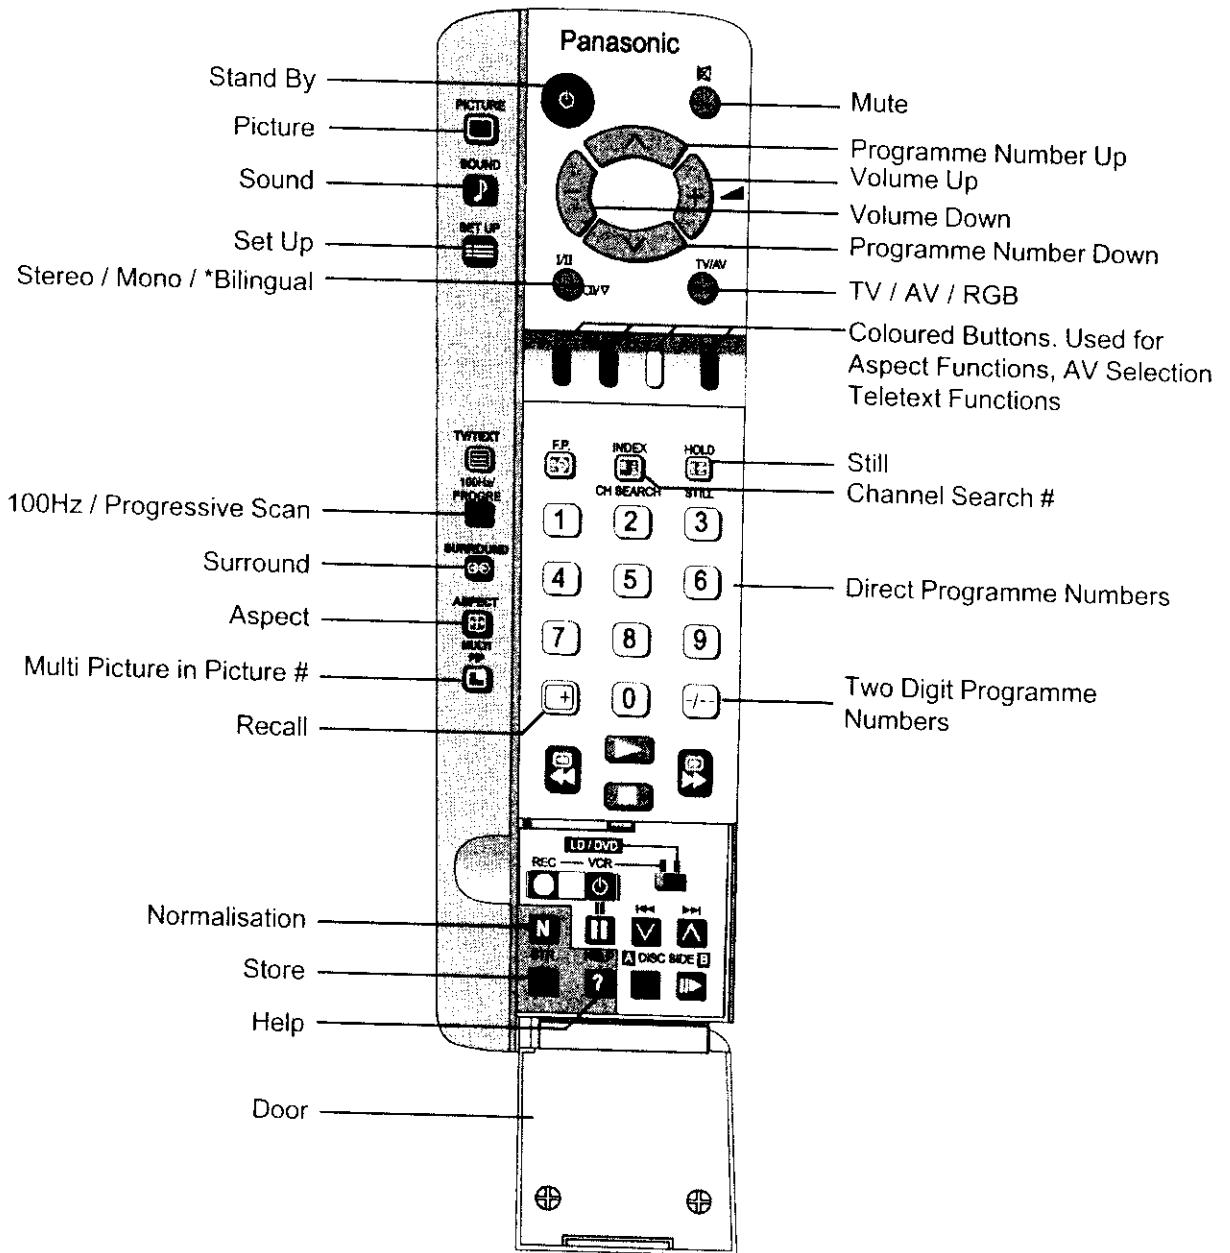 Panasonic
Stand By
Mute
PICTURE
Picture
Programme Number Up
SOUND
Sound
Volume Up
Volume Down
SET UP
Set Up
Programme Number Down
Stereo / Mono / *Bilingual
I/II
TV/AV
TV / AV / RGB
Coloured Buttons. Used for
Aspect Functions, AV Selection
Teletext Functions
TV/TEXT
F.P.
INDEX
HOLD
Still
CH SEARCH
STILL
Channel Search #
100Hz/
PROGRE
100Hz / Progressive Scan
1 2 3
SURROUND
Surround
4 5 6
Direct Programme Numbers
ASPECT
Aspect
7 8 9
MULTI
PIP
Multi Picture in Picture #
+ 0 -/--
Two Digit Programme
Numbers
Recall
LD / DVD
REC VCR
Normalisation
N
STR
HELP
A DISC SIDE B
Store
?
Help
Door